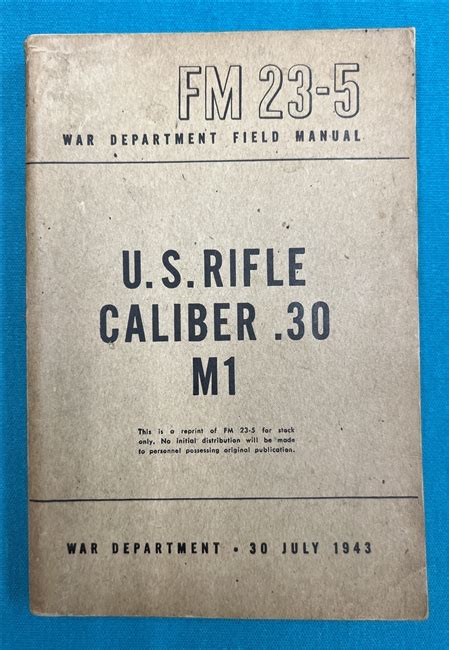 FM 23-5
WAR DEPARTMENT FIELD MANUAL
U.S. RIFLE
CALIBER .30
M1
This is a reprint of FM 23-5 for stock
only. No initial distribution will be made
to personnel possessing original publication.
WAR DEPARTMENT • 30 JULY 1943